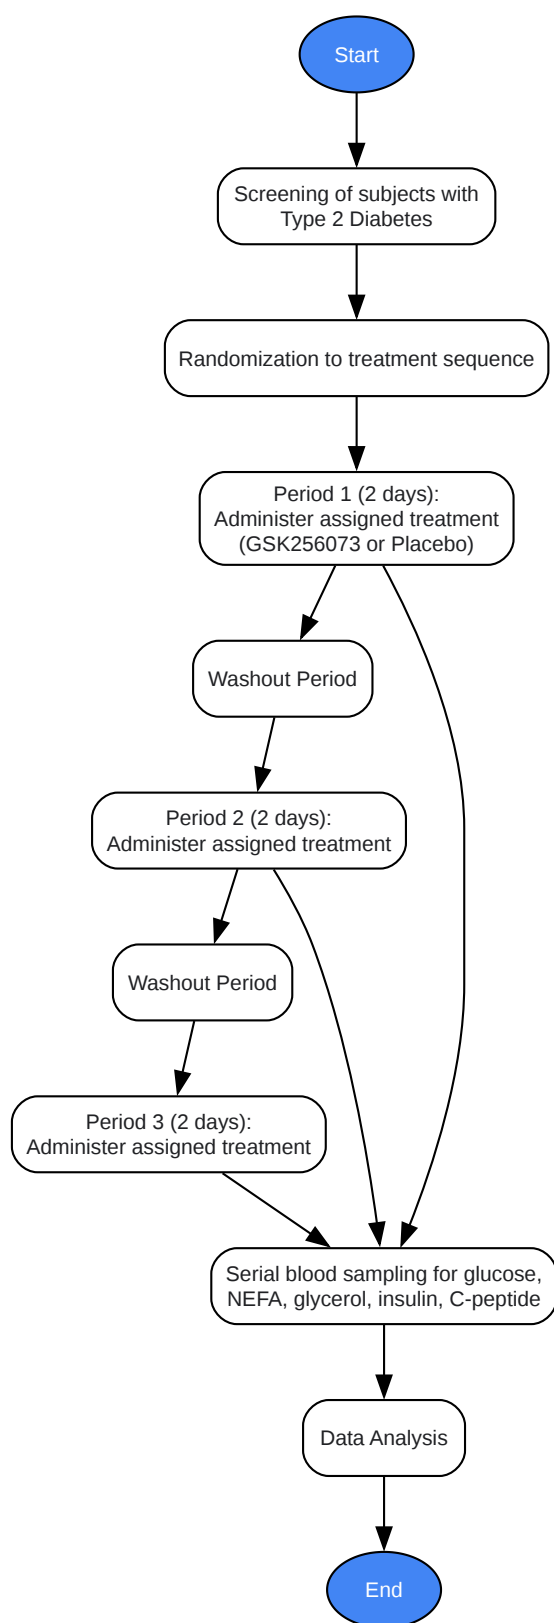 Start
Screening of subjects with
Type 2 Diabetes
Randomization to treatment sequence
Period 1 (2 days):
Administer assigned treatment
(GSK256073 or Placebo)
Washout Period
Period 2 (2 days):
Administer assigned treatment
Washout Period
Period 3 (2 days):
Administer assigned treatment
Serial blood sampling for glucose,
NEFA, glycerol, insulin, C-peptide
Data Analysis
End